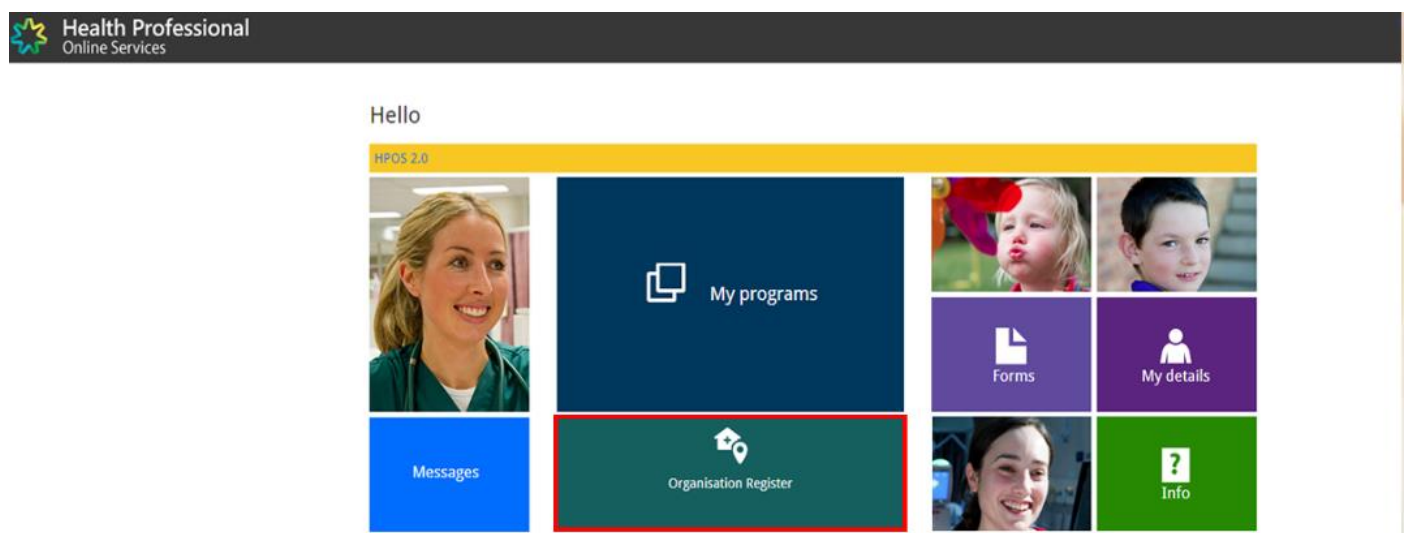 Health Professional
Online Services
Hello
HPOS 2.0
My programs
Forms
My details
Messages
Organisation Register
?
Info